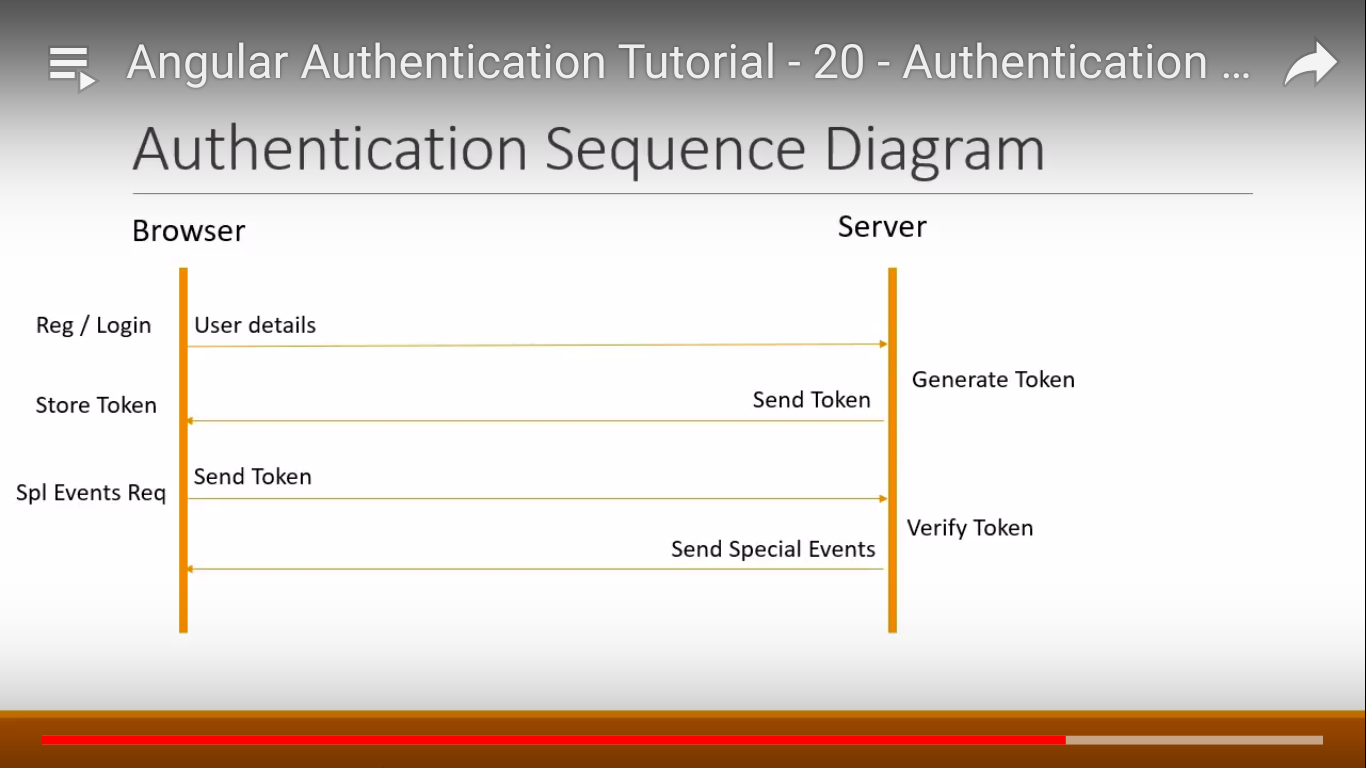 Angular Authentication Tutorial - 20 - Authentication ...
Authentication Sequence Diagram
Browser
Server
Reg / Login
User details
Generate Token
Store Token
Send Token
Send Token
Spl Events Req
Verify Token
Send Special Events